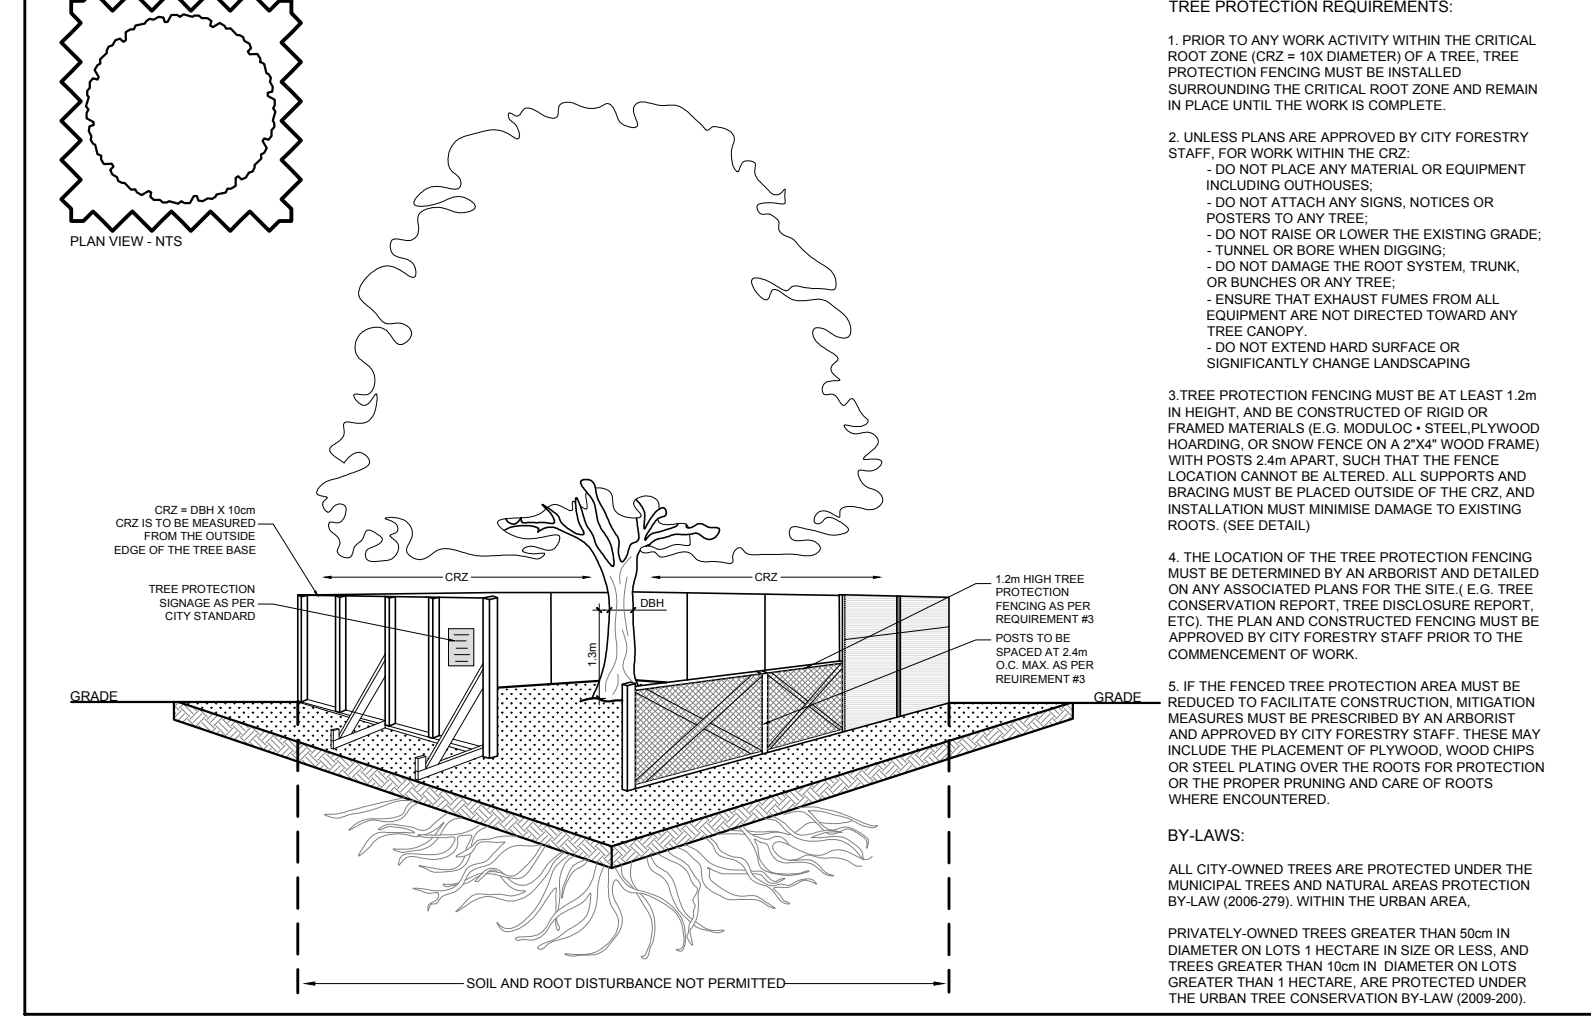 PLAN VIEW - NTS
CRZ = DBH X 10cm
CRZ IS TO BE MEASURED
FROM THE OUTSIDE
EDGE OF THE TREE BASE
TREE PROTECTION
SIGNAGE AS PER
CITY STANDARD
GRADE
CRZ
CRZ
DBH
1.3m
1.2m HIGH TREE
PROTECTION
FENCING AS PER
REQUIREMENT #3
POSTS TO BE
SPACED AT 2.4m
O.C. MAX. AS PER
REUIREMENT #3
GRADE
SOIL AND ROOT DISTURBANCE NOT PERMITTED
TREE PROTECTION REQUIREMENTS:
1. PRIOR TO ANY WORK ACTIVITY WITHIN THE CRITICAL
ROOT ZONE (CRZ = 10X DIAMETER) OF A TREE, TREE
PROTECTION FENCING MUST BE INSTALLED
SURROUNDING THE CRITICAL ROOT ZONE AND REMAIN
IN PLACE UNTIL THE WORK IS COMPLETE.
2. UNLESS PLANS ARE APPROVED BY CITY FORESTRY
STAFF, FOR WORK WITHIN THE CRZ:
- DO NOT PLACE ANY MATERIAL OR EQUIPMENT
INCLUDING OUTHOUSES;
- DO NOT ATTACH ANY SIGNS, NOTICES OR
POSTERS TO ANY TREE;
- DO NOT RAISE OR LOWER THE EXISTING GRADE;
- TUNNEL OR BORE WHEN DIGGING;
- DO NOT DAMAGE THE ROOT SYSTEM, TRUNK,
OR BUNCHES OR ANY TREE;
- ENSURE THAT EXHAUST FUMES FROM ALL
EQUIPMENT ARE NOT DIRECTED TOWARD ANY
TREE CANOPY.
- DO NOT EXTEND HARD SURFACE OR
SIGNIFICANTLY CHANGE LANDSCAPING
3.TREE PROTECTION FENCING MUST BE AT LEAST 1.2m
IN HEIGHT, AND BE CONSTRUCTED OF RIGID OR
FRAMED MATERIALS (E.G. MODULOC • STEEL,PLYWOOD
HOARDING, OR SNOW FENCE ON A 2"X4" WOOD FRAME)
WITH POSTS 2.4m APART, SUCH THAT THE FENCE
LOCATION CANNOT BE ALTERED. ALL SUPPORTS AND
BRACING MUST BE PLACED OUTSIDE OF THE CRZ, AND
INSTALLATION MUST MINIMISE DAMAGE TO EXISTING
ROOTS. (SEE DETAIL)
4. THE LOCATION OF THE TREE PROTECTION FENCING
MUST BE DETERMINED BY AN ARBORIST AND DETAILED
ON ANY ASSOCIATED PLANS FOR THE SITE.( E.G. TREE
CONSERVATION REPORT, TREE DISCLOSURE REPORT,
ETC). THE PLAN AND CONSTRUCTED FENCING MUST BE
APPROVED BY CITY FORESTRY STAFF PRIOR TO THE
COMMENCEMENT OF WORK.
5. IF THE FENCED TREE PROTECTION AREA MUST BE
REDUCED TO FACILITATE CONSTRUCTION, MITIGATION
MEASURES MUST BE PRESCRIBED BY AN ARBORIST
AND APPROVED BY CITY FORESTRY STAFF. THESE MAY
INCLUDE THE PLACEMENT OF PLYWOOD, WOOD CHIPS
OR STEEL PLATING OVER THE ROOTS FOR PROTECTION
OR THE PROPER PRUNING AND CARE OF ROOTS
WHERE ENCOUNTERED.
BY-LAWS:
ALL CITY-OWNED TREES ARE PROTECTED UNDER THE
MUNICIPAL TREES AND NATURAL AREAS PROTECTION
BY-LAW (2006-279). WITHIN THE URBAN AREA,
PRIVATELY-OWNED TREES GREATER THAN 50cm IN
DIAMETER ON LOTS 1 HECTARE IN SIZE OR LESS, AND
TREES GREATER THAN 10cm IN DIAMETER ON LOTS
GREATER THAN 1 HECTARE, ARE PROTECTED UNDER
THE URBAN TREE CONSERVATION BY-LAW (2009-200).